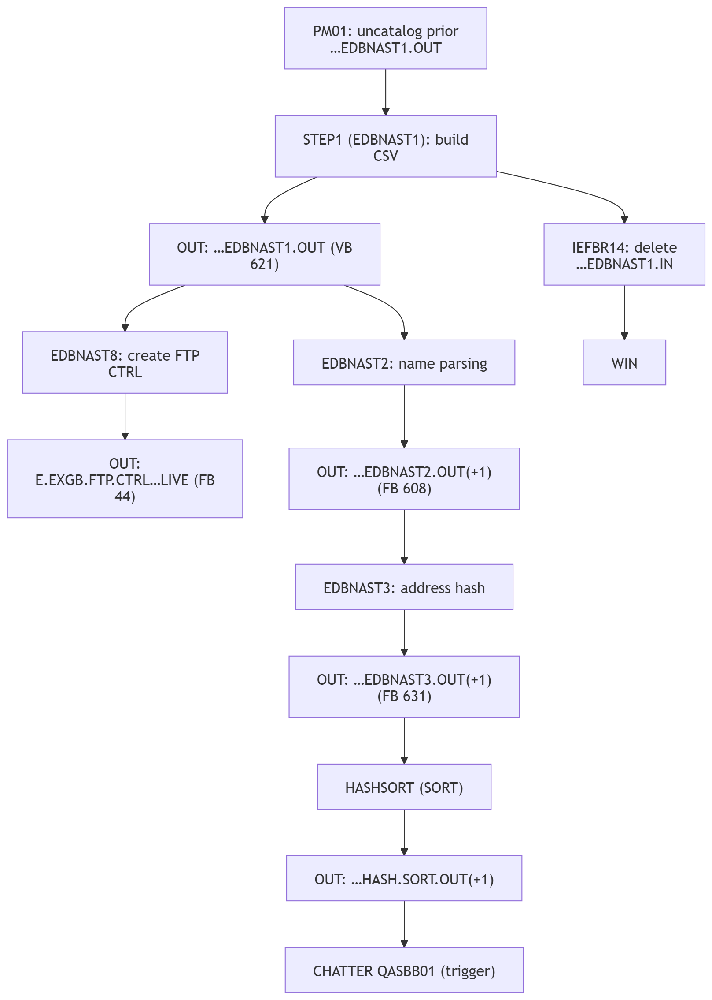 PM01: uncatalog prior
...EDBNAST1.OUT
STEP1 (EDBNAST1): build
CSV
OUT: ...EDBNAST1.OUT (VB
621)
IEFBR14: delete
...EDBNAST1.IN
EDBNAST8: create FTP
CTRL
EDBNAST2: name parsing
WIN
OUT:
E.EXGB.FTP.CTRL...LIVE (FB
44)
OUT: ...EDBNAST2.OUT(+1)
(FB 608)
EDBNAST3: address hash
OUT: ...EDBNAST3.OUT(+1)
(FB 631)
HASHSORT (SORT)
OUT: ...HASH.SORT.OUT(+1)
CHATTER QASBB01 (trigger)